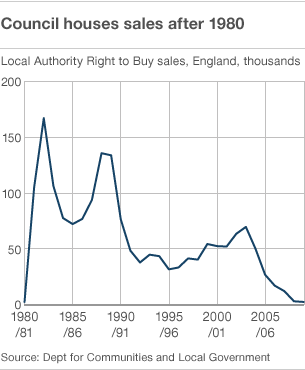 Council houses sales after 1980
Local Authority Right to Buy sales, England, thousands
200
150
100
50
0
1980 1985 1990 1995 2000 2005
/81 /86 /91 /96 /01 /06
Source: Dept for Communities and Local Government